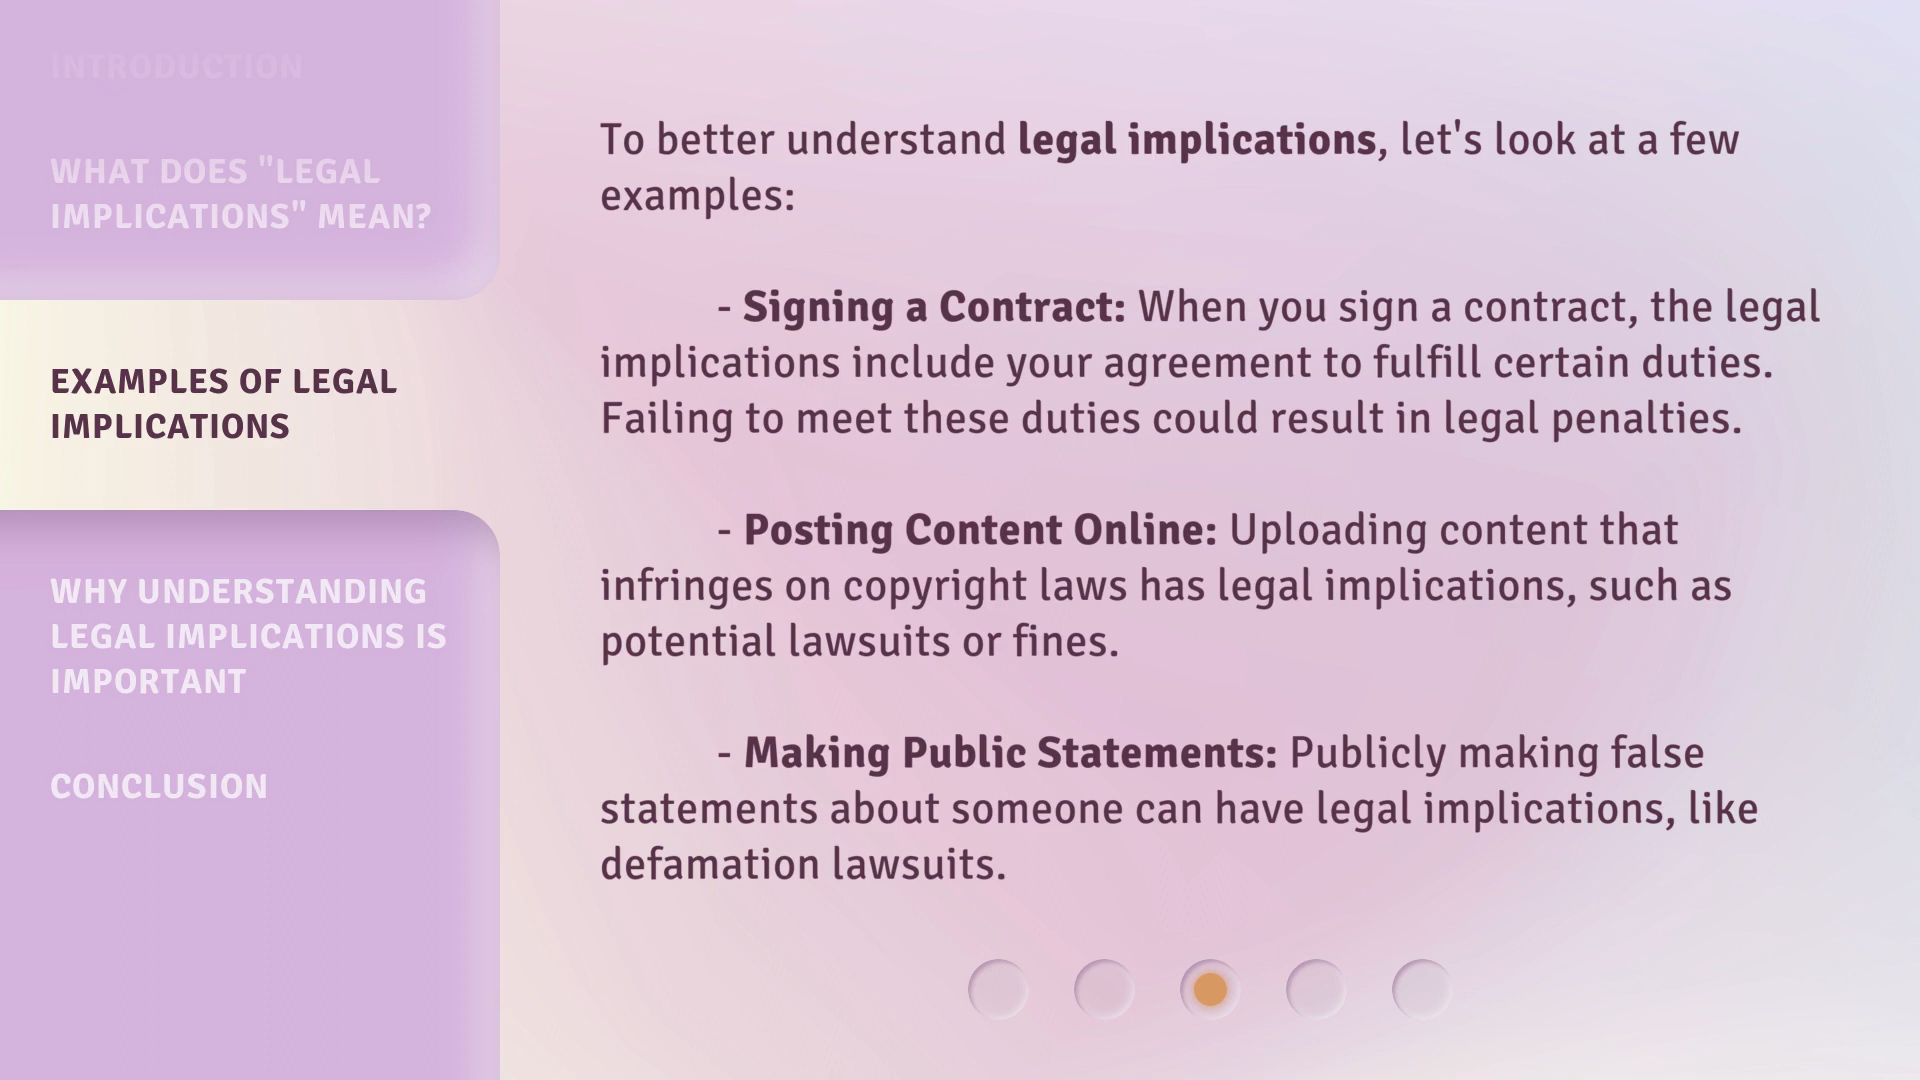 INTRODUCTION
WHAT DOES "LEGAL
IMPLICATIONS" MEAN?
EXAMPLES OF LEGAL
IMPLICATIONS
WHY UNDERSTANDING
LEGAL IMPLICATIONS IS
IMPORTANT
CONCLUSION
To better understand legal implications, let's look at a few
examples:
- Signing a Contract: When you sign a contract, the legal
implications include your agreement to fulfill certain duties.
Failing to meet these duties could result in legal penalties.
- Posting Content Online: Uploading content that
infringes on copyright laws has legal implications, such as
potential lawsuits or fines.
- Making Public Statements: Publicly making false
statements about someone can have legal implications, like
defamation lawsuits.